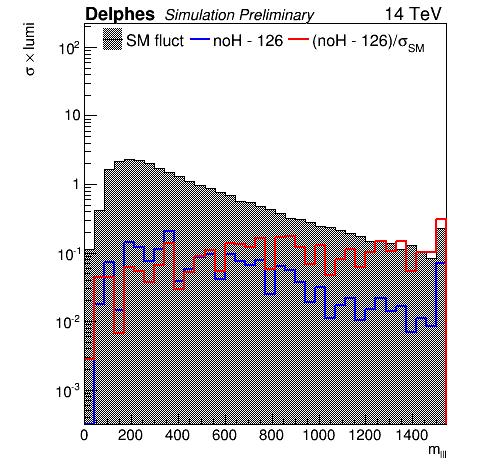 Delphes Simulation Preliminary 14 TeV
SM fluct noH - 126 (noH - 126)/σSM
σ × lumi
10²
10
1
10⁻¹
10⁻²
10⁻³
0 200 400 600 800 1000 1200 1400
mlll